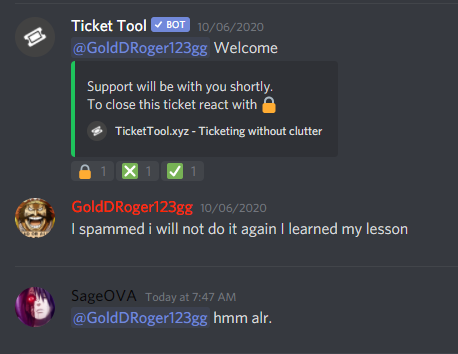 Ticket Tool ✓ BOT 10/06/2020
@GoldDRoger123gg Welcome
Support will be with you shortly.
To close this ticket react with 🔒
TicketTool.xyz - Ticketing without clutter
🔒 1 ❎ 1 ✅ 1
GoldDRoger123gg 10/06/2020
I spammed i will not do it again I learned my lesson
SageOVA Today at 7:47 AM
@GoldDRoger123gg hmm alr.